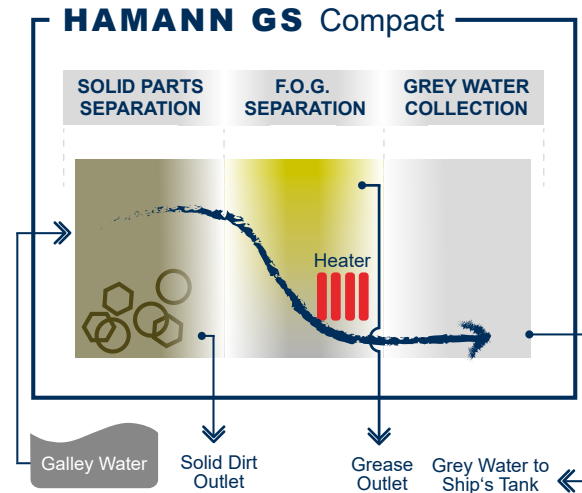 HAMANN GS Compact
SOLID PARTS
SEPARATION
F.O.G.
SEPARATION
GREY WATER
COLLECTION
Heater
Galley Water
Solid Dirt
Outlet
Grease
Outlet
Grey Water to
Ship‘s Tank